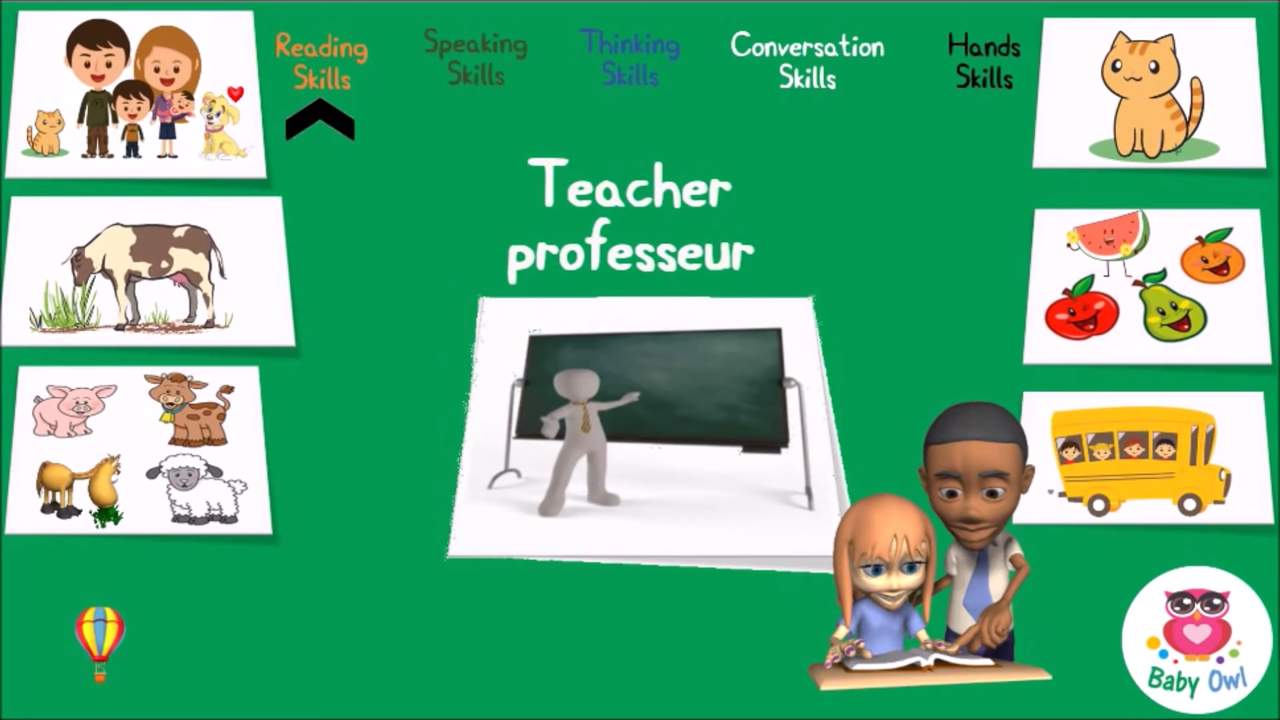 Reading
Skills
Speaking
Skills
Thinking
Skills
Conversation
Skills
Hands
Skills
Teacher
professeur
Baby Owl